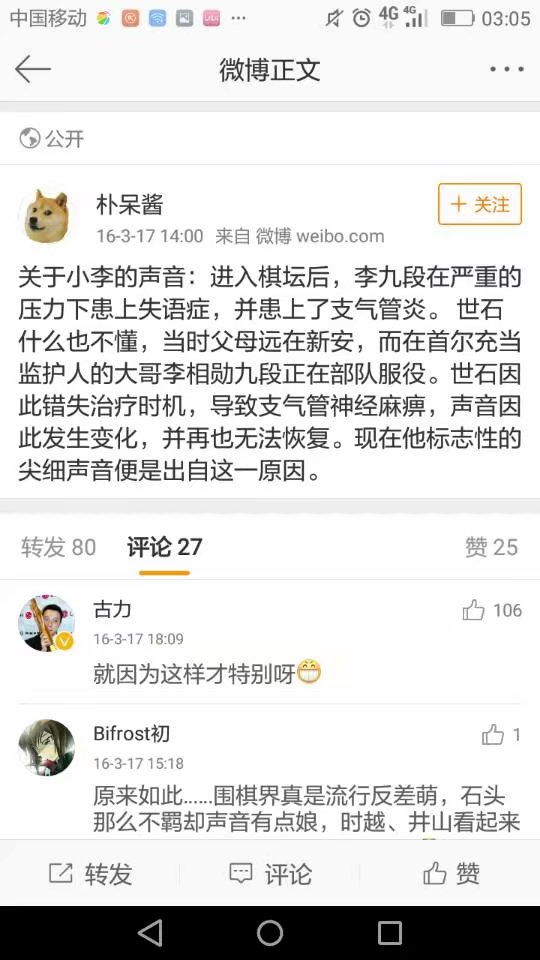 中国移动 4G 4G 03:05
微博正文
公开
朴呆酱
+ 关注
16-3-17 14:00 来自 微博 weibo.com
关于小李的声音：进入棋坛后，李九段在严重的
压力下患上失语症，并患上了支气管炎。世石
什么也不懂，当时父母远在新安，而在首尔充当
监护人的大哥李相勋九段正在部队服役。世石因
此错失治疗时机，导致支气管神经麻痹，声音因
此发生变化，并再也无法恢复。现在他标志性的
尖细声音便是出自这一原因。
转发 80 评论 27 赞 25
古力 106
16-3-17 18:09
就因为这样才特别呀
Bifrost初 1
16-3-17 15:18
原来如此......围棋界真是流行反差萌，石头
那么不羁却声音有点娘，时越、井山看起来
转发 评论 赞